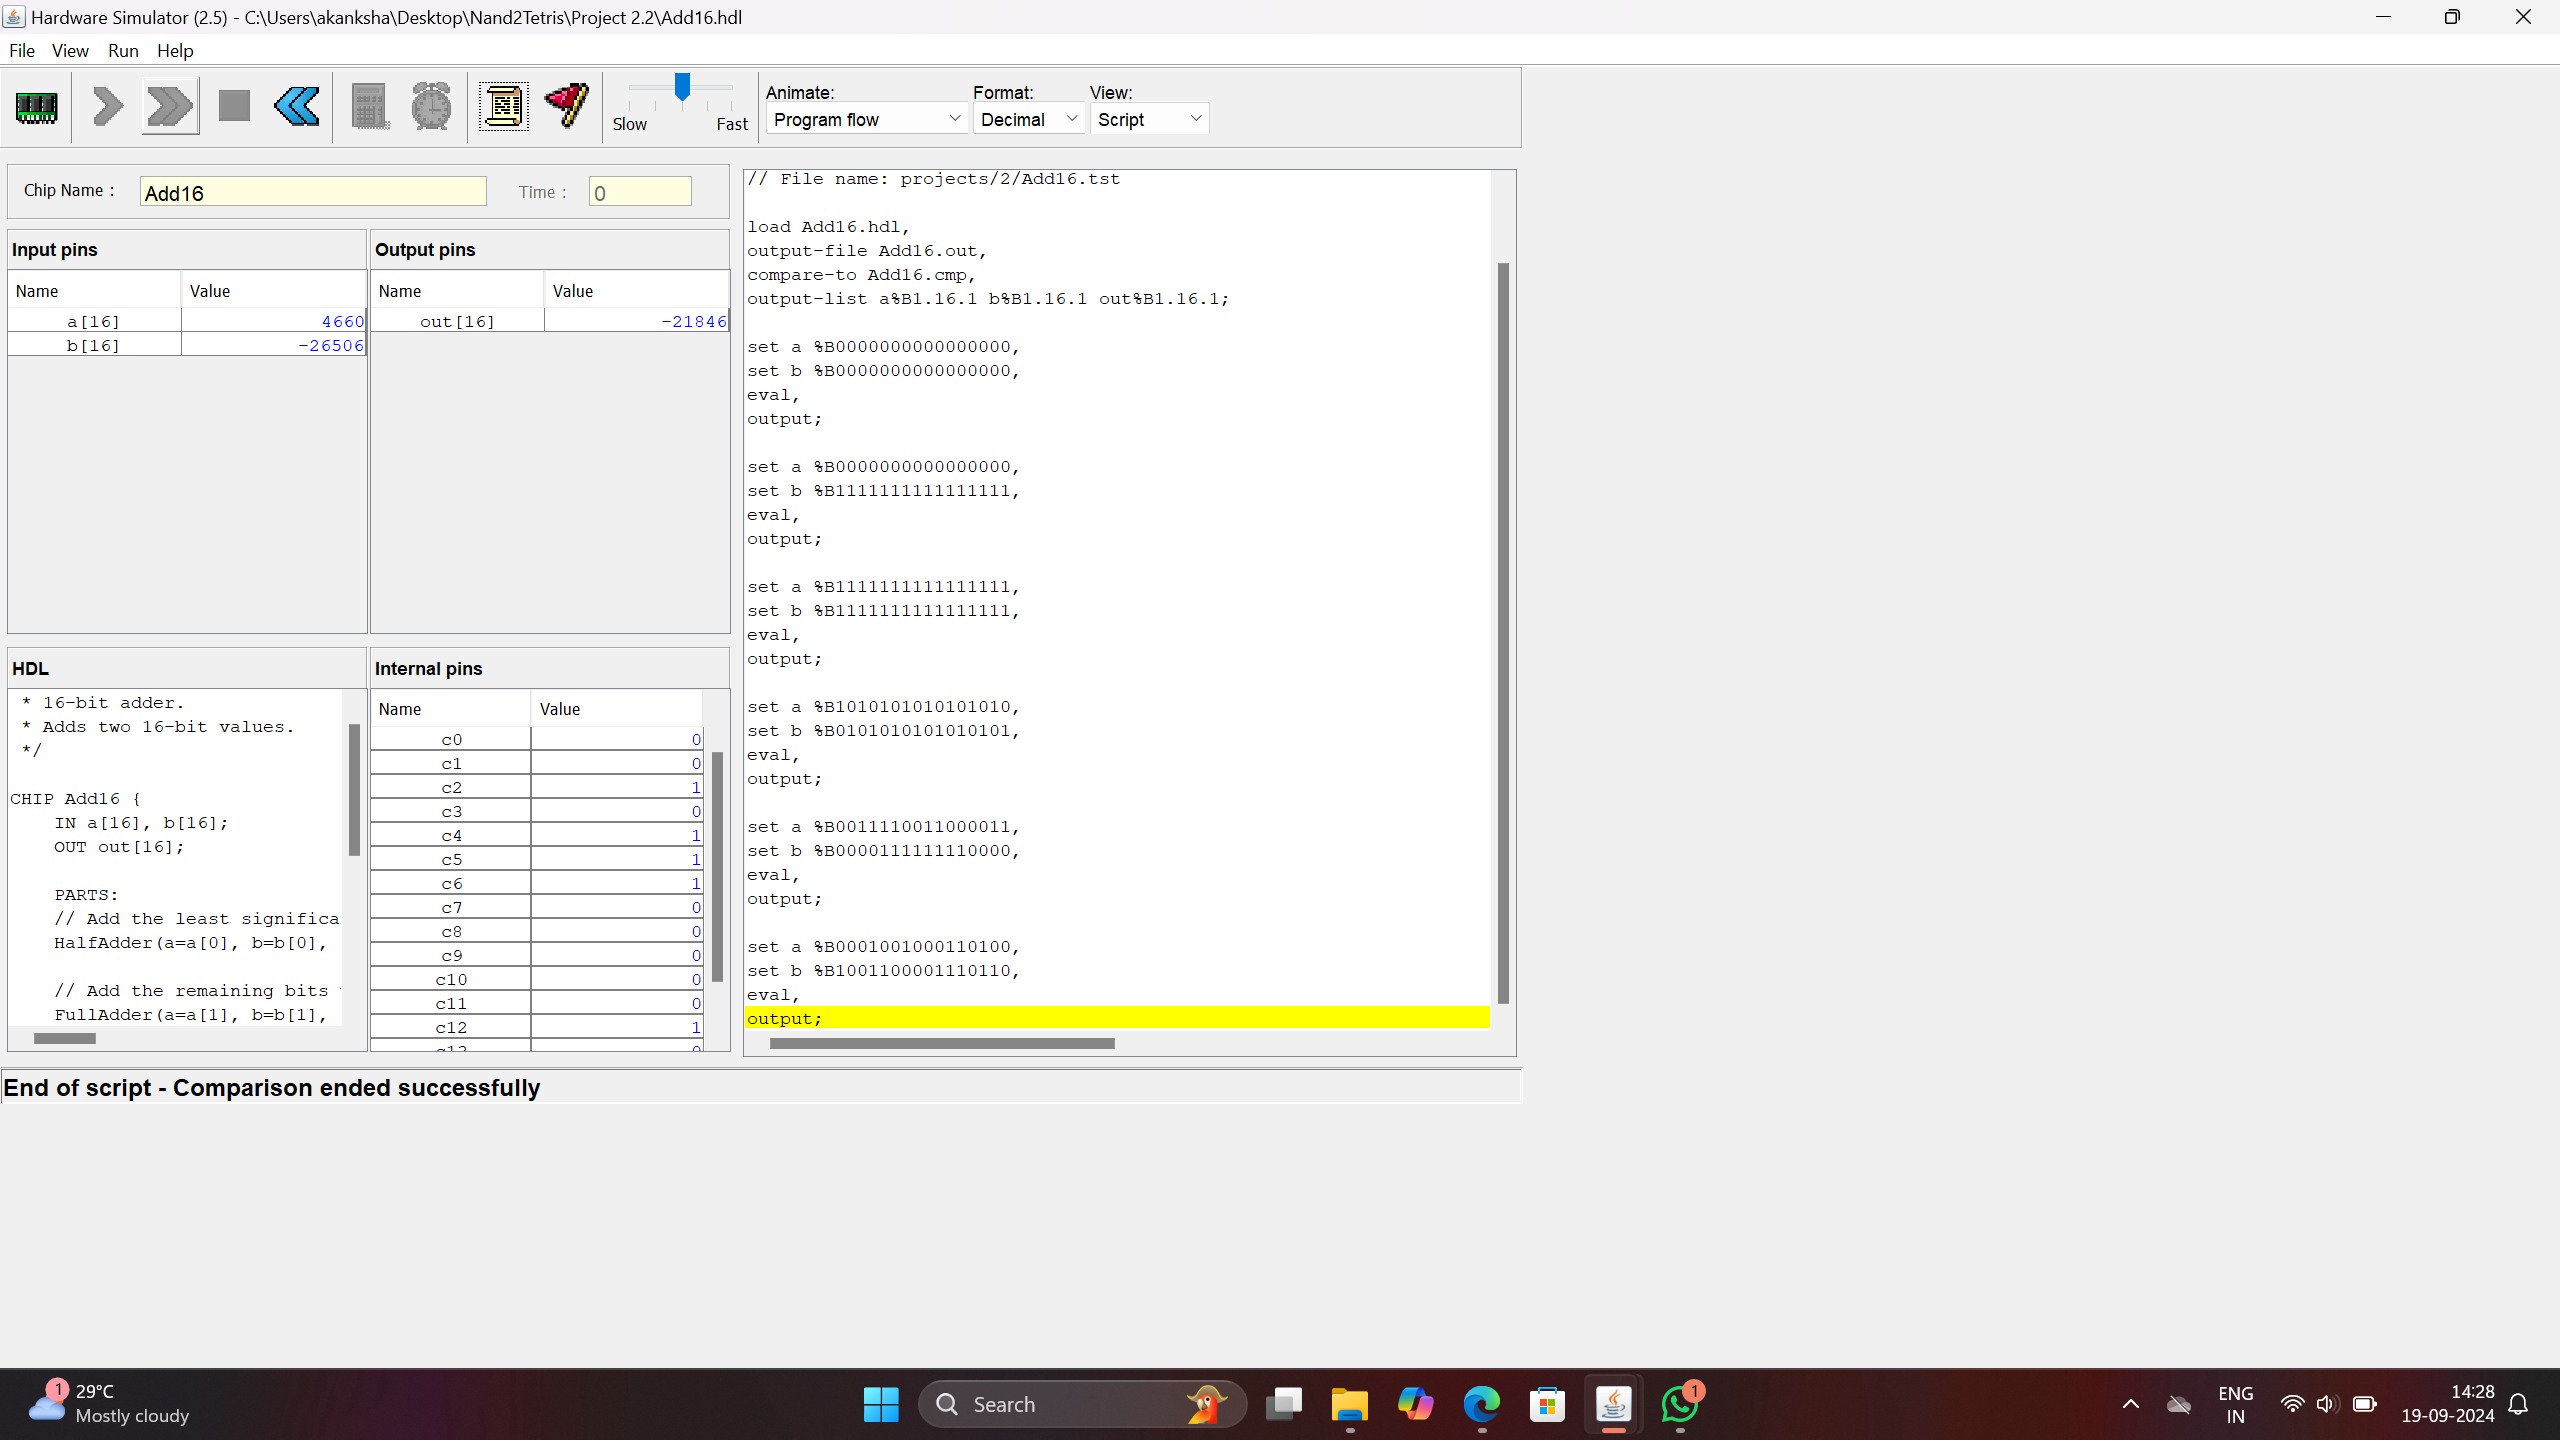 Hardware Simulator (2.5) - C:\Users\akanksha\Desktop\Nand2Tetris\Project 2.2\Add16.hdl
File View Run Help
Slow Fast
Animate: Format: View:
Program flow Decimal Script
Chip Name : Add16 Time : 0
Input pins
Name Value
a[16] 4660
b[16] -26506
Output pins
Name Value
out[16] -21846
HDL
* 16-bit adder.
* Adds two 16-bit values.
*/
CHIP Add16 {
IN a[16], b[16];
OUT out[16];
PARTS:
// Add the least significa
HalfAdder(a=a[0], b=b[0],
// Add the remaining bits
FullAdder(a=a[1], b=b[1],
Internal pins
Name Value
c0 0
c1 0
c2 1
c3 0
c4 1
c5 1
c6 1
c7 0
c8 0
c9 0
c10 0
c11 0
c12 1
// File name: projects/2/Add16.tst
load Add16.hdl,
output-file Add16.out,
compare-to Add16.cmp,
output-list a%B1.16.1 b%B1.16.1 out%B1.16.1;
set a %B0000000000000000,
set b %B0000000000000000,
eval,
output;
set a %B0000000000000000,
set b %B1111111111111111,
eval,
output;
set a %B1111111111111111,
set b %B1111111111111111,
eval,
output;
set a %B1010101010101010,
set b %B0101010101010101,
eval,
output;
set a %B0011110011000011,
set b %B0000111111110000,
eval,
output;
set a %B0001001000110100,
set b %B1001100001110110,
eval,
output;
End of script - Comparison ended successfully
1
29°C
Mostly cloudy
Search
1
ENG
IN
14:28
19-09-2024